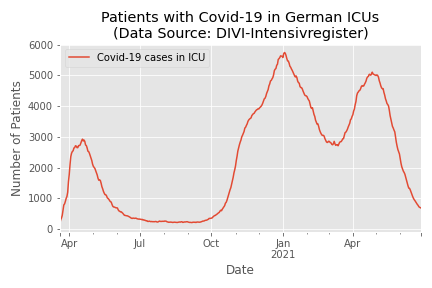 Patients with Covid-19 in German ICUs
(Data Source: DIVI-Intensivregister)
Covid-19 cases in ICU
Number of Patients
6000
5000
4000
3000
2000
1000
0
Apr
Jul
Oct
Jan
2021
Apr
Date